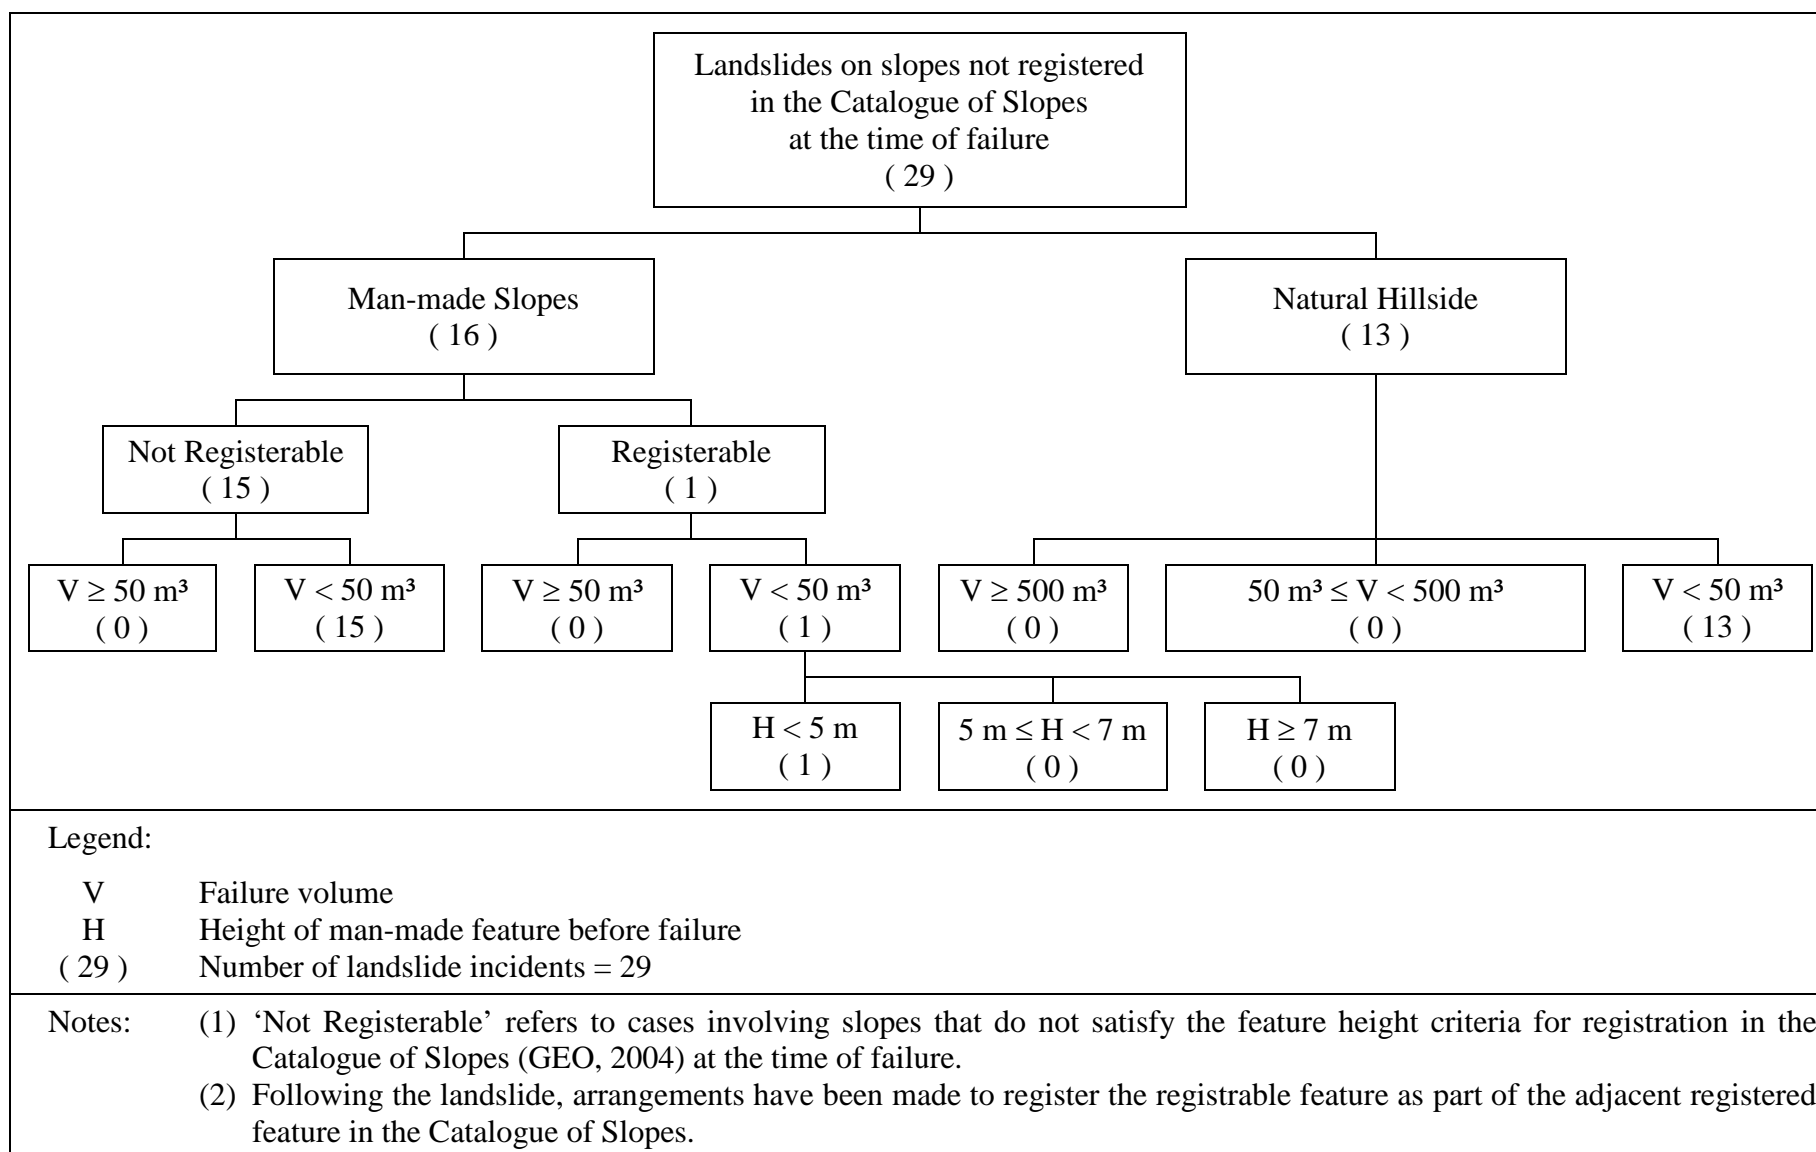 Landslides on slopes not registered
in the Catalogue of Slopes
at the time of failure
( 29 )
Man-made Slopes
( 16 )
Natural Hillside
( 13 )
Not Registerable
( 15 )
Registerable
( 1 )
V ≥ 50 m³
( 0 )
V < 50 m³
( 15 )
V ≥ 50 m³
( 0 )
V < 50 m³
( 1 )
V ≥ 500 m³
( 0 )
50 m³ ≤ V < 500 m³
( 0 )
V < 50 m³
( 13 )
H < 5 m
( 1 )
5 m ≤ H < 7 m
( 0 )
H ≥ 7 m
( 0 )
Legend:
V Failure volume
H Height of man-made feature before failure
( 29 ) Number of landslide incidents = 29
Notes: (1) ‘Not Registerable’ refers to cases involving slopes that do not satisfy the feature height criteria for registration in the
Catalogue of Slopes (GEO, 2004) at the time of failure.
(2) Following the landslide, arrangements have been made to register the registrable feature as part of the adjacent registered
feature in the Catalogue of Slopes.